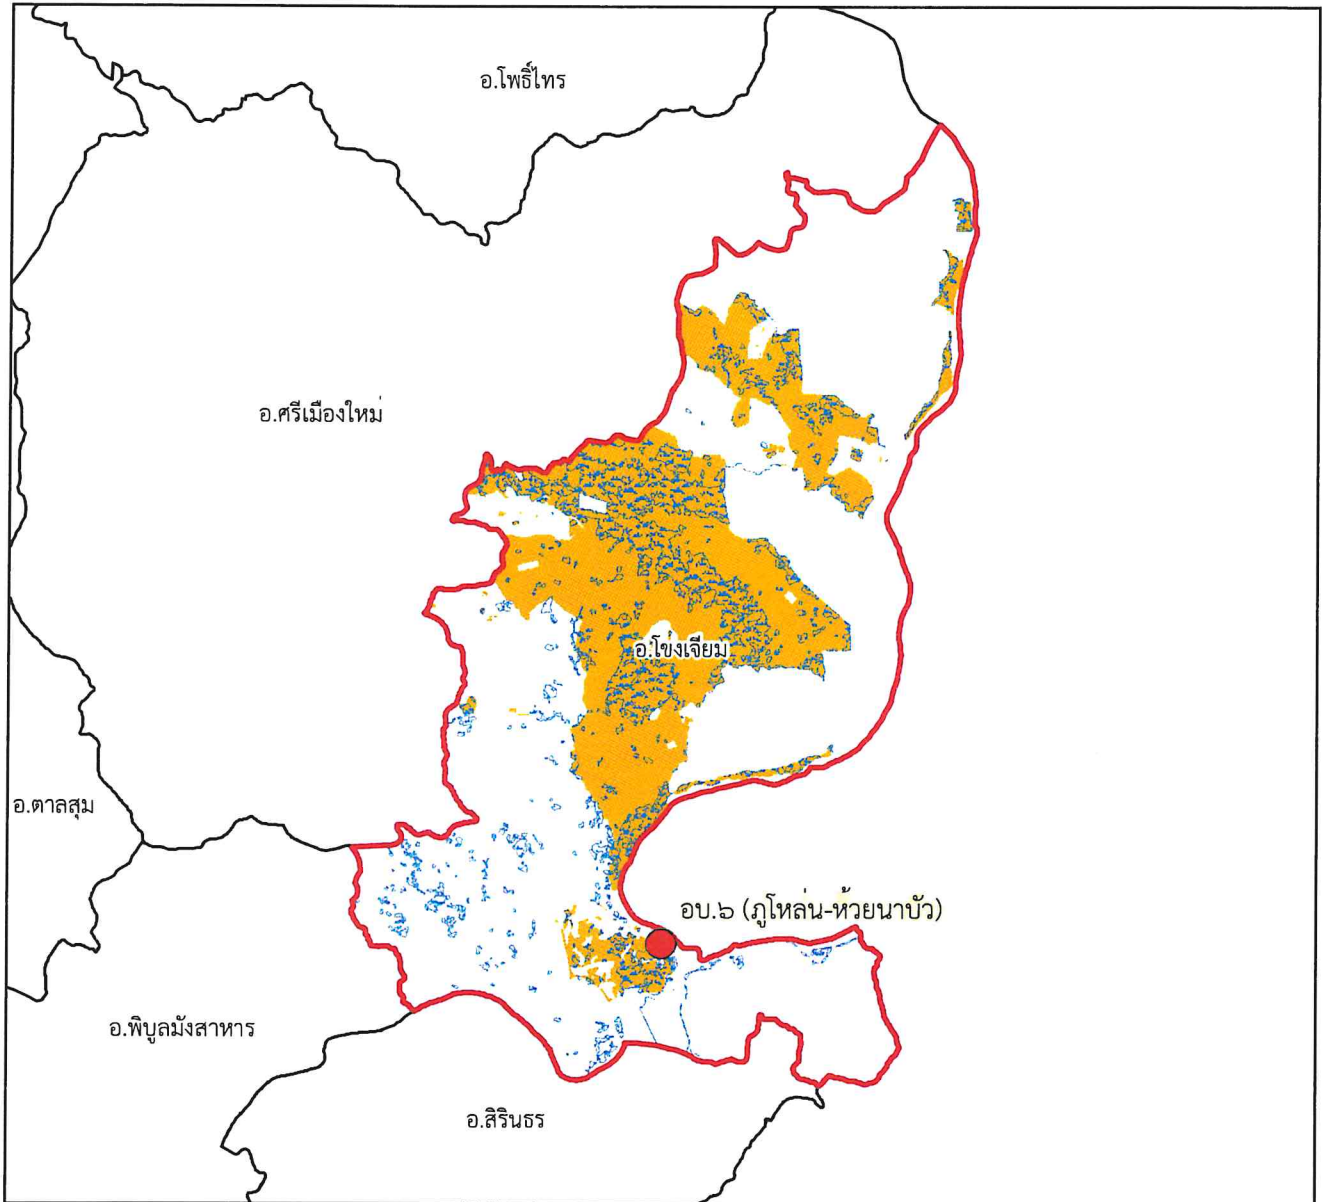 อ.โพธิ์ไทร
อ.ศรีเมืองใหม่
อ.โขงเจียม
อ.ตาลสุม
อบ.๖ (ภูโหล่น-ห้วยนาบัว)
อ.พิบูลมังสาหาร
อ.สิรินธร